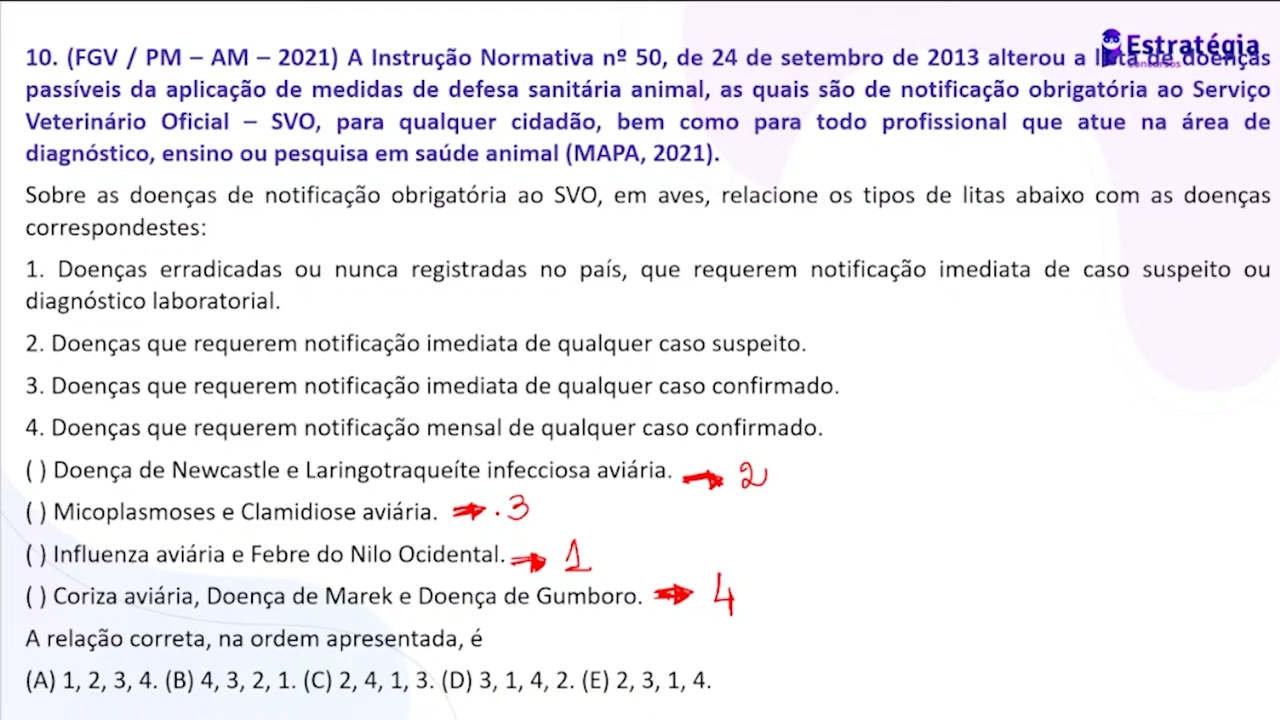 Estratégia
concursos
10. (FGV / PM – AM – 2021) A Instrução Normativa nº 50, de 24 de setembro de 2013 alterou a lista de doenças
passíveis da aplicação de medidas de defesa sanitária animal, as quais são de notificação obrigatória ao Serviço
Veterinário Oficial – SVO, para qualquer cidadão, bem como para todo profissional que atue na área de
diagnóstico, ensino ou pesquisa em saúde animal (MAPA, 2021).
Sobre as doenças de notificação obrigatória ao SVO, em aves, relacione os tipos de litas abaixo com as doenças
correspondestes:
1. Doenças erradicadas ou nunca registradas no país, que requerem notificação imediata de caso suspeito ou
diagnóstico laboratorial.
2. Doenças que requerem notificação imediata de qualquer caso suspeito.
3. Doenças que requerem notificação imediata de qualquer caso confirmado.
4. Doenças que requerem notificação mensal de qualquer caso confirmado.
( ) Doença de Newcastle e Laringotraqueíte infecciosa aviária. → 2
( ) Micoplasmoses e Clamidiose aviária. → . 3
( ) Influenza aviária e Febre do Nilo Ocidental. → 1
( ) Coriza aviária, Doença de Marek e Doença de Gumboro. → 4
A relação correta, na ordem apresentada, é
(A) 1, 2, 3, 4. (B) 4, 3, 2, 1. (C) 2, 4, 1, 3. (D) 3, 1, 4, 2. (E) 2, 3, 1, 4.